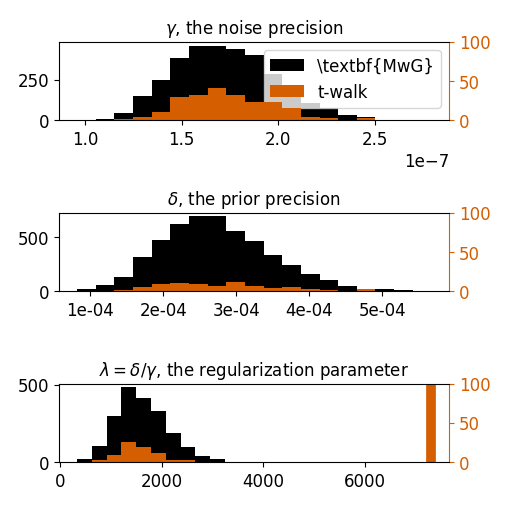 γ, the noise precision
100
250
\textbf{MwG}
50
t-walk
0
0
1.0 1.5 2.0 2.5
1e−7
δ, the prior precision
100
500
50
0
0
1e-04 2e-04 3e-04 4e-04 5e-04
λ = δ/γ, the regularization parameter
500
100
250
50
0
0
0 2000 4000 6000